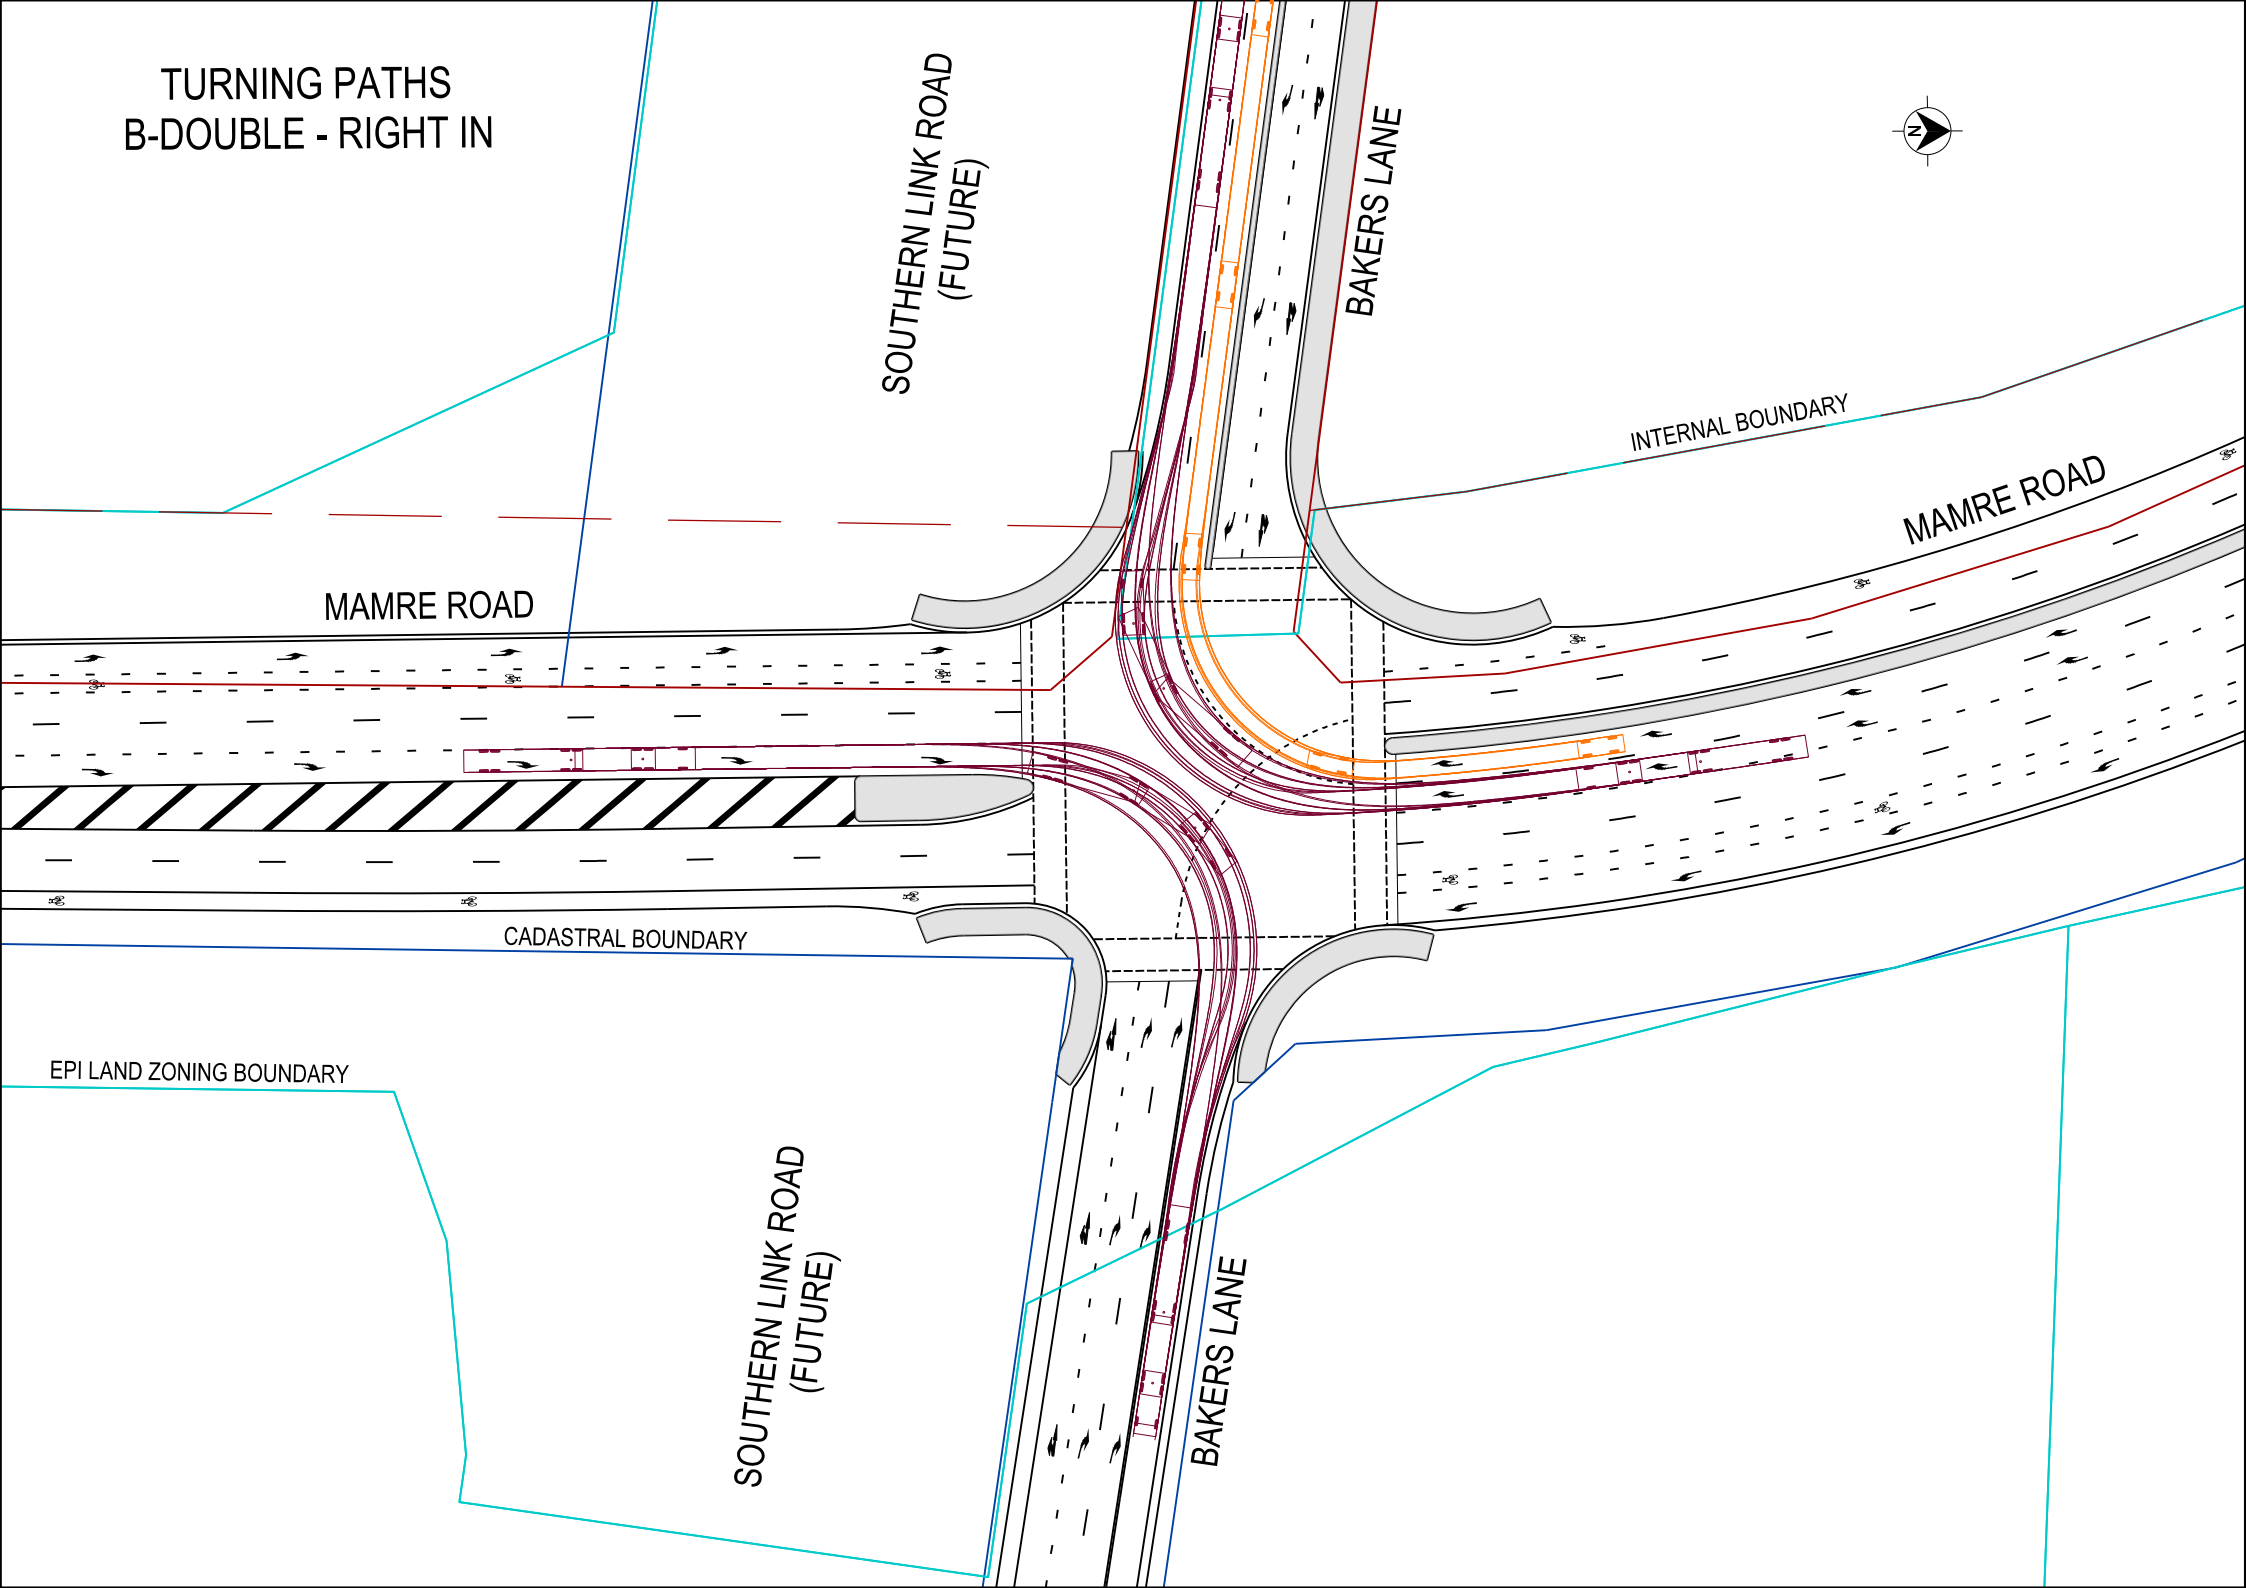 TURNING PATHS
B-DOUBLE - RIGHT IN
SOUTHERN LINK ROAD
(FUTURE)
BAKERS LANE
N
INTERNAL BOUNDARY
MAMRE ROAD
MAMRE ROAD
CADASTRAL BOUNDARY
EPI LAND ZONING BOUNDARY
SOUTHERN LINK ROAD
(FUTURE)
BAKERS LANE